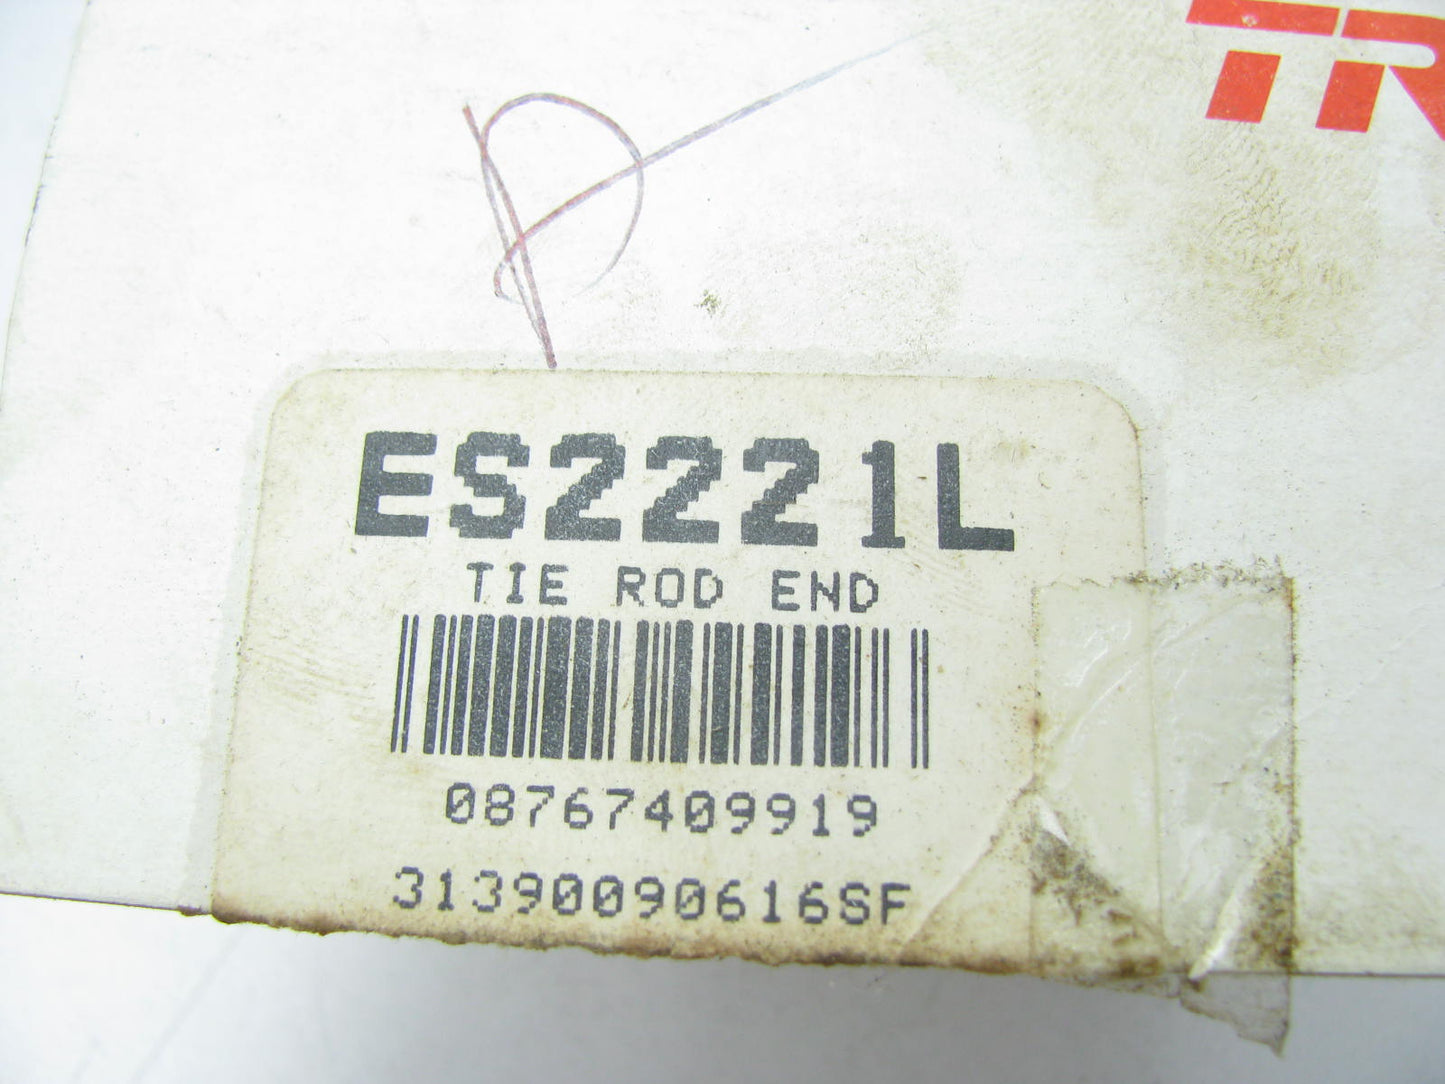 TR
ES2221L
TIE ROD END
08767409919
31390090616SF